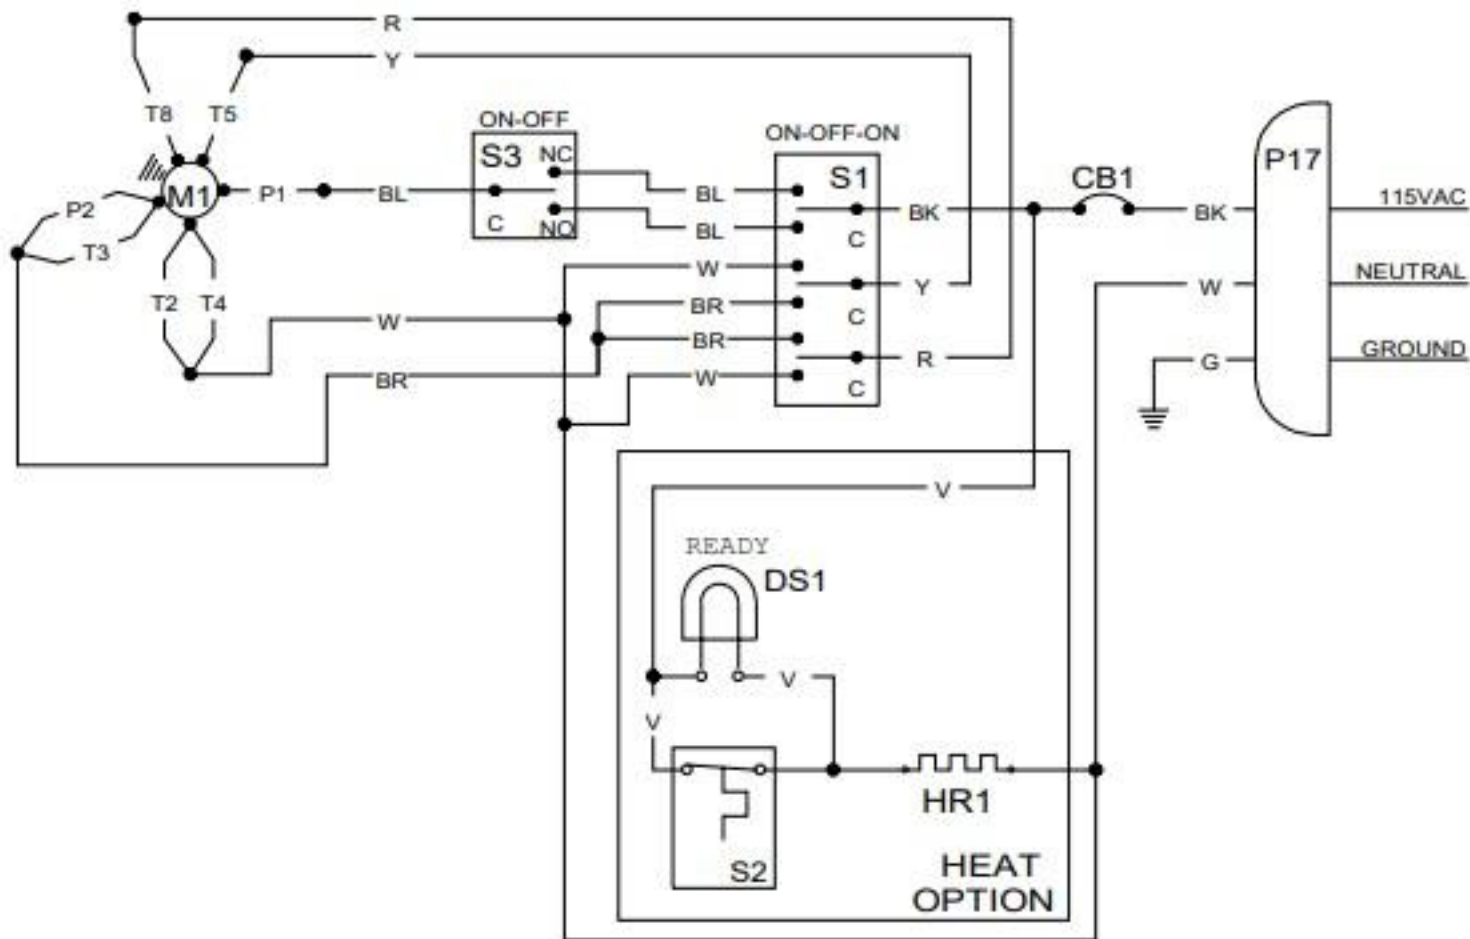 R
Y
T8 T5
ON-OFF
ON-OFF-ON
S3 NC
S1
CB1
P17
M1
P1
BL
BL
BK
BK
115VAC
P2
C
NO
BL
C
T3
W
Y
W
NEUTRAL
T2 T4
BR
C
W
BR
R
G
GROUND
BR
W
C
V
READY
DS1
V
V
HR1
S2
HEAT
OPTION